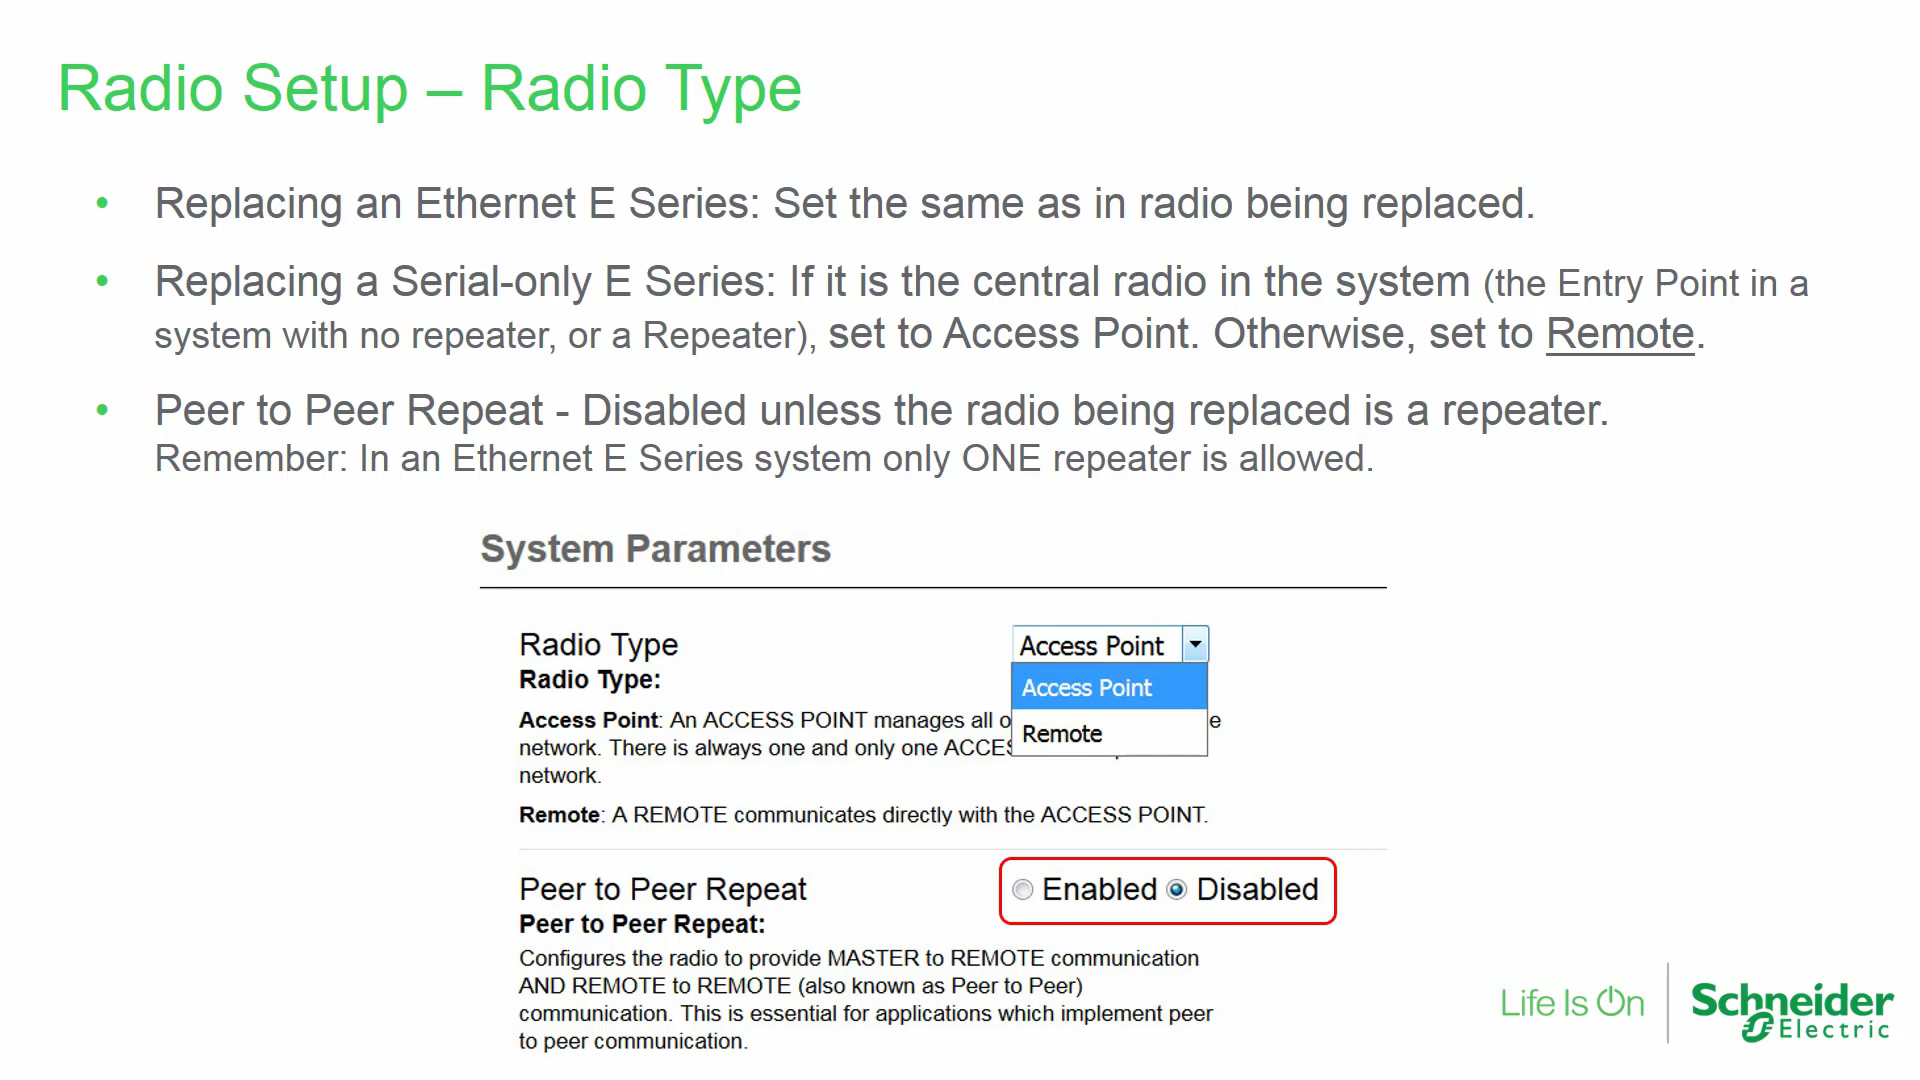 Radio Setup – Radio Type
• Replacing an Ethernet E Series: Set the same as in radio being replaced.
• Replacing a Serial-only E Series: If it is the central radio in the system (the Entry Point in a
system with no repeater, or a Repeater), set to Access Point. Otherwise, set to Remote.
• Peer to Peer Repeat - Disabled unless the radio being replaced is a repeater.
Remember: In an Ethernet E Series system only ONE repeater is allowed.
System Parameters
Radio Type
Access Point
Radio Type:
Access Point
Remote
Access Point: An ACCESS POINT manages all
network. There is always one and only one
network.
Remote: A REMOTE communicates directly with the ACCESS POINT.
Peer to Peer Repeat
Enabled Disabled
Peer to Peer Repeat:
Configures the radio to provide MASTER to REMOTE communication
AND REMOTE to REMOTE (also known as Peer to Peer)
communication. This is essential for applications which implement peer
to peer communication.
Life Is On
Schneider
Electric